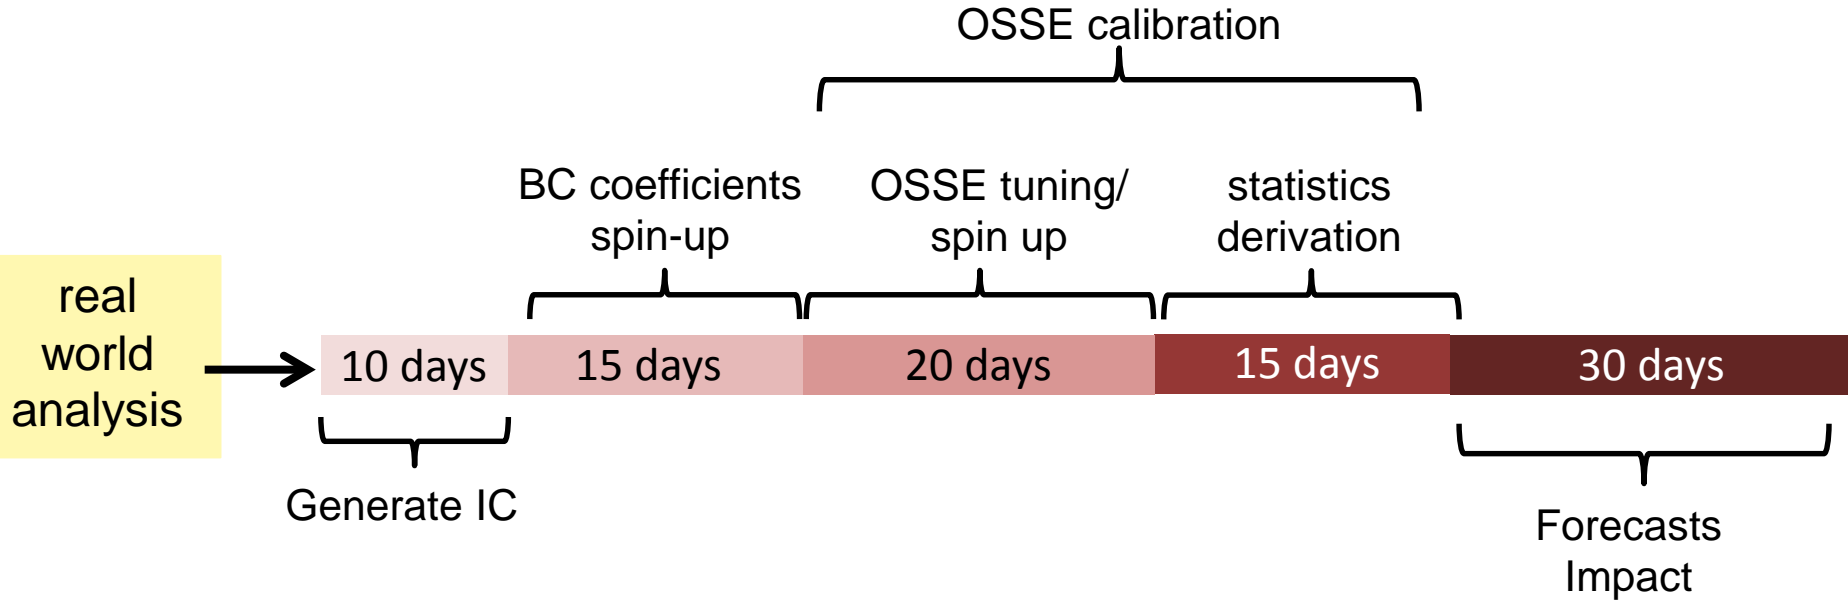 OSSE calibration
BC coefficients
spin-up
OSSE tuning/
spin up
statistics
derivation
real
world
analysis
10 days
15 days
20 days
15 days
30 days
Generate IC
Forecasts
Impact